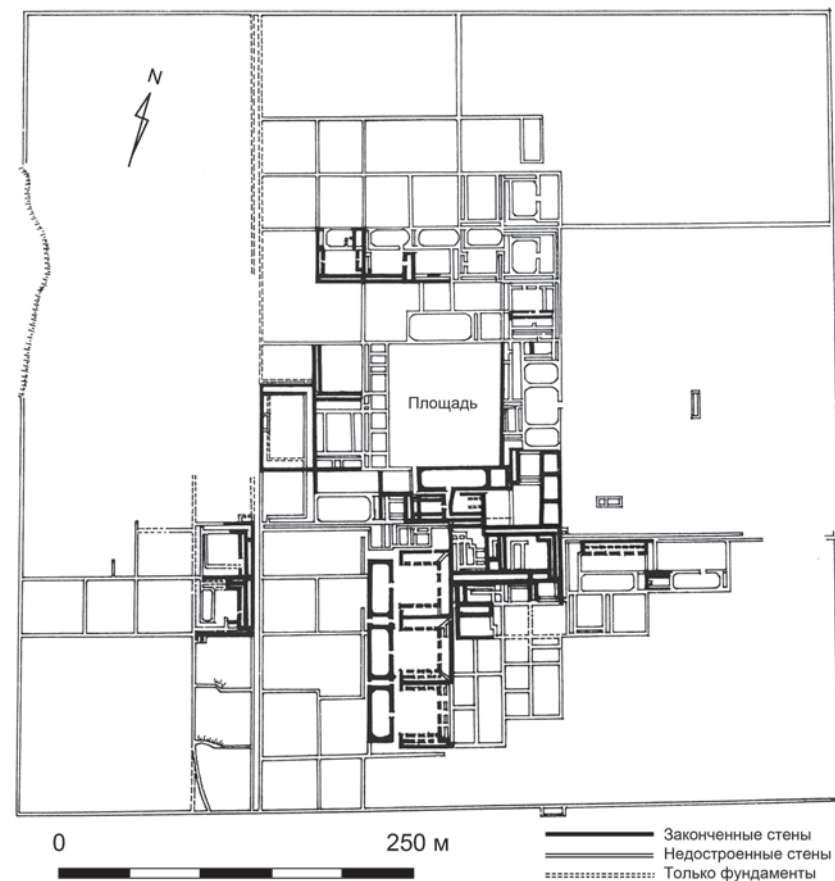 N
Площадь
0 250 м
Законченные стены
Недостроенные стены
Только фундаменты